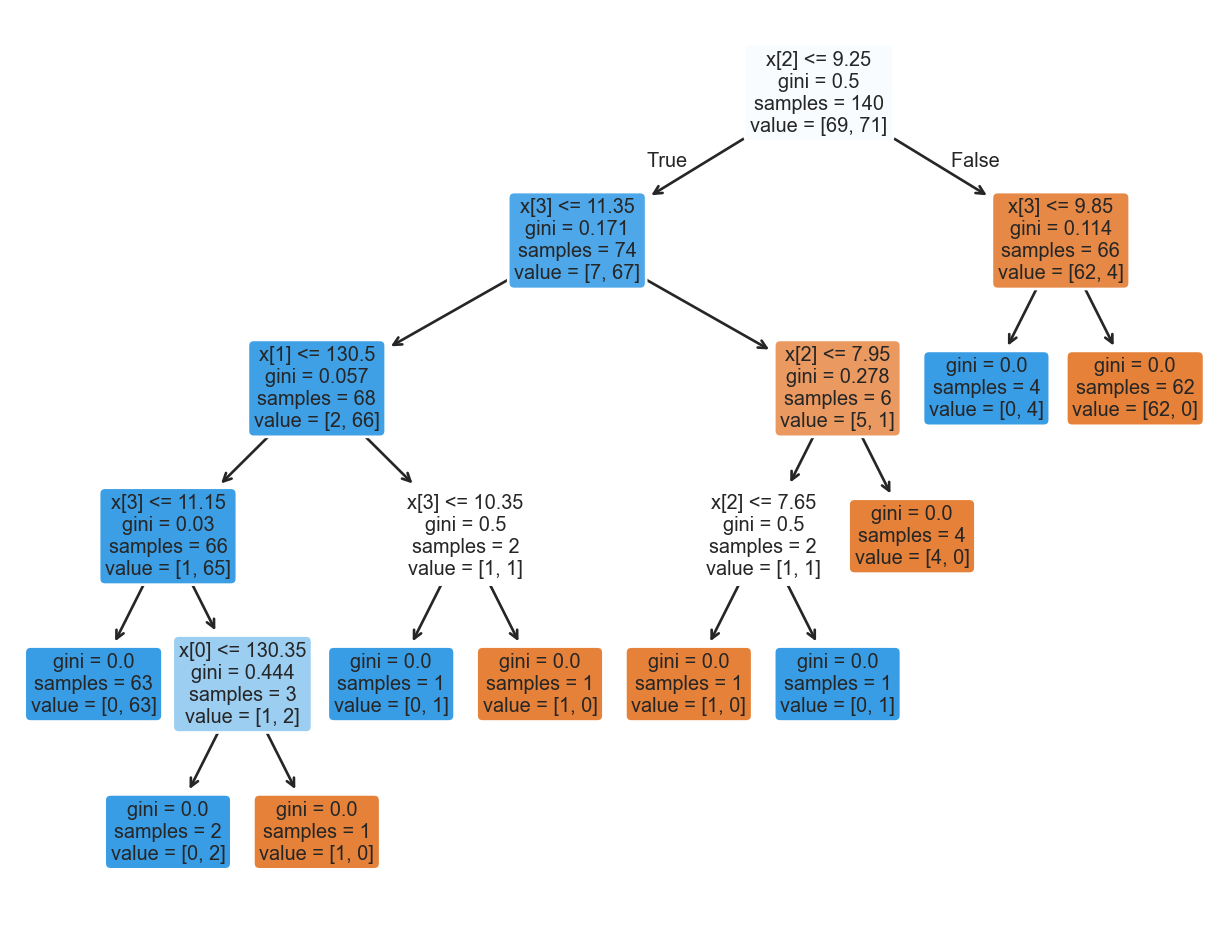 x[2] <= 9.25
gini = 0.5
samples = 140
value = [69, 71]
True
False
x[3] <= 11.35
gini = 0.171
samples = 74
value = [7, 67]
x[3] <= 9.85
gini = 0.114
samples = 66
value = [62, 4]
x[1] <= 130.5
gini = 0.057
samples = 68
value = [2, 66]
x[2] <= 7.95
gini = 0.278
samples = 6
value = [5, 1]
gini = 0.0
samples = 4
value = [0, 4]
gini = 0.0
samples = 62
value = [62, 0]
x[3] <= 11.15
gini = 0.03
samples = 66
value = [1, 65]
x[3] <= 10.35
gini = 0.5
samples = 2
value = [1, 1]
x[2] <= 7.65
gini = 0.5
samples = 2
value = [1, 1]
gini = 0.0
samples = 4
value = [4, 0]
gini = 0.0
samples = 63
value = [0, 63]
x[0] <= 130.35
gini = 0.444
samples = 3
value = [1, 2]
gini = 0.0
samples = 1
value = [0, 1]
gini = 0.0
samples = 1
value = [1, 0]
gini = 0.0
samples = 1
value = [1, 0]
gini = 0.0
samples = 1
value = [0, 1]
gini = 0.0
samples = 2
value = [0, 2]
gini = 0.0
samples = 1
value = [1, 0]